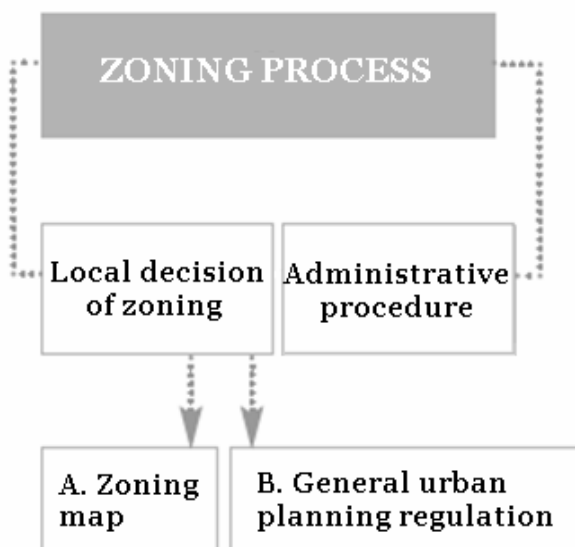 ZONING PROCESS
Local decision
of zoning
Administrative
procedure
A. Zoning
map
B. General urban
planning regulation